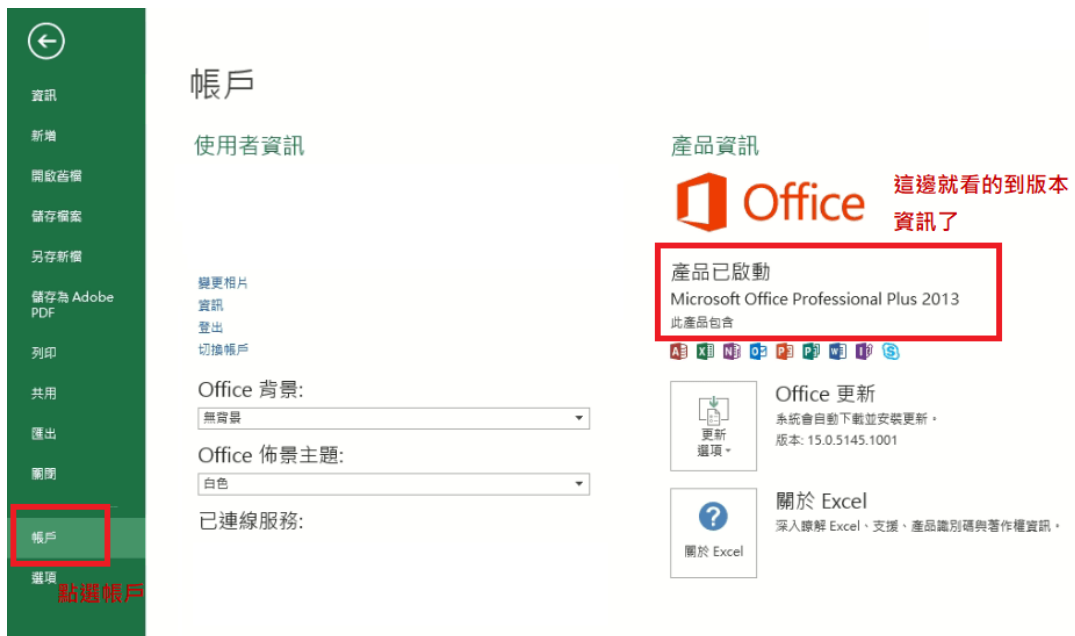 資訊
新增
開啟舊檔
儲存檔案
另存新檔
儲存為 Adobe
PDF
列印
共用
匯出
關閉
帳戶
選項
點選帳戶
帳戶
使用者資訊
變更相片
資訊
登出
切換帳戶
Office 背景:
無背景
Office 佈景主題:
白色
已連線服務:
產品資訊
Office
這邊就看的到版本
資訊了
產品已啟動
Microsoft Office Professional Plus 2013
此產品包含
更新
選項
Office 更新
系統會自動下載並安裝更新。
版本: 15.0.5145.1001
關於 Excel
關於 Excel
深入瞭解 Excel、支援、產品識別碼與著作權資訊。